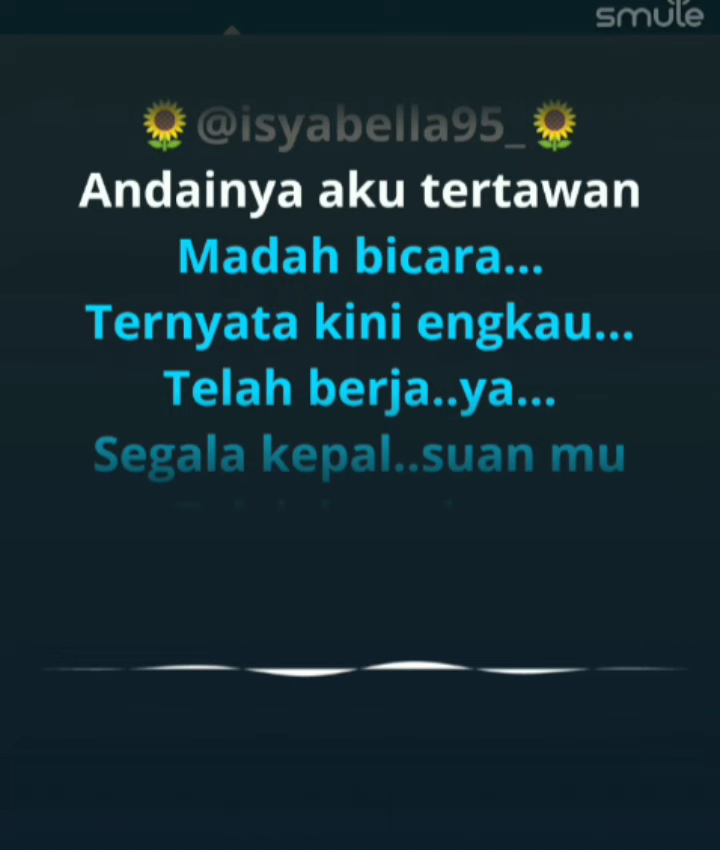 smule
🌻@isyabella95_🌻
Andainya aku tertawan
Madah bicara...
Ternyata kini engkau...
Telah berja..ya...
Segala kepal..suan mu